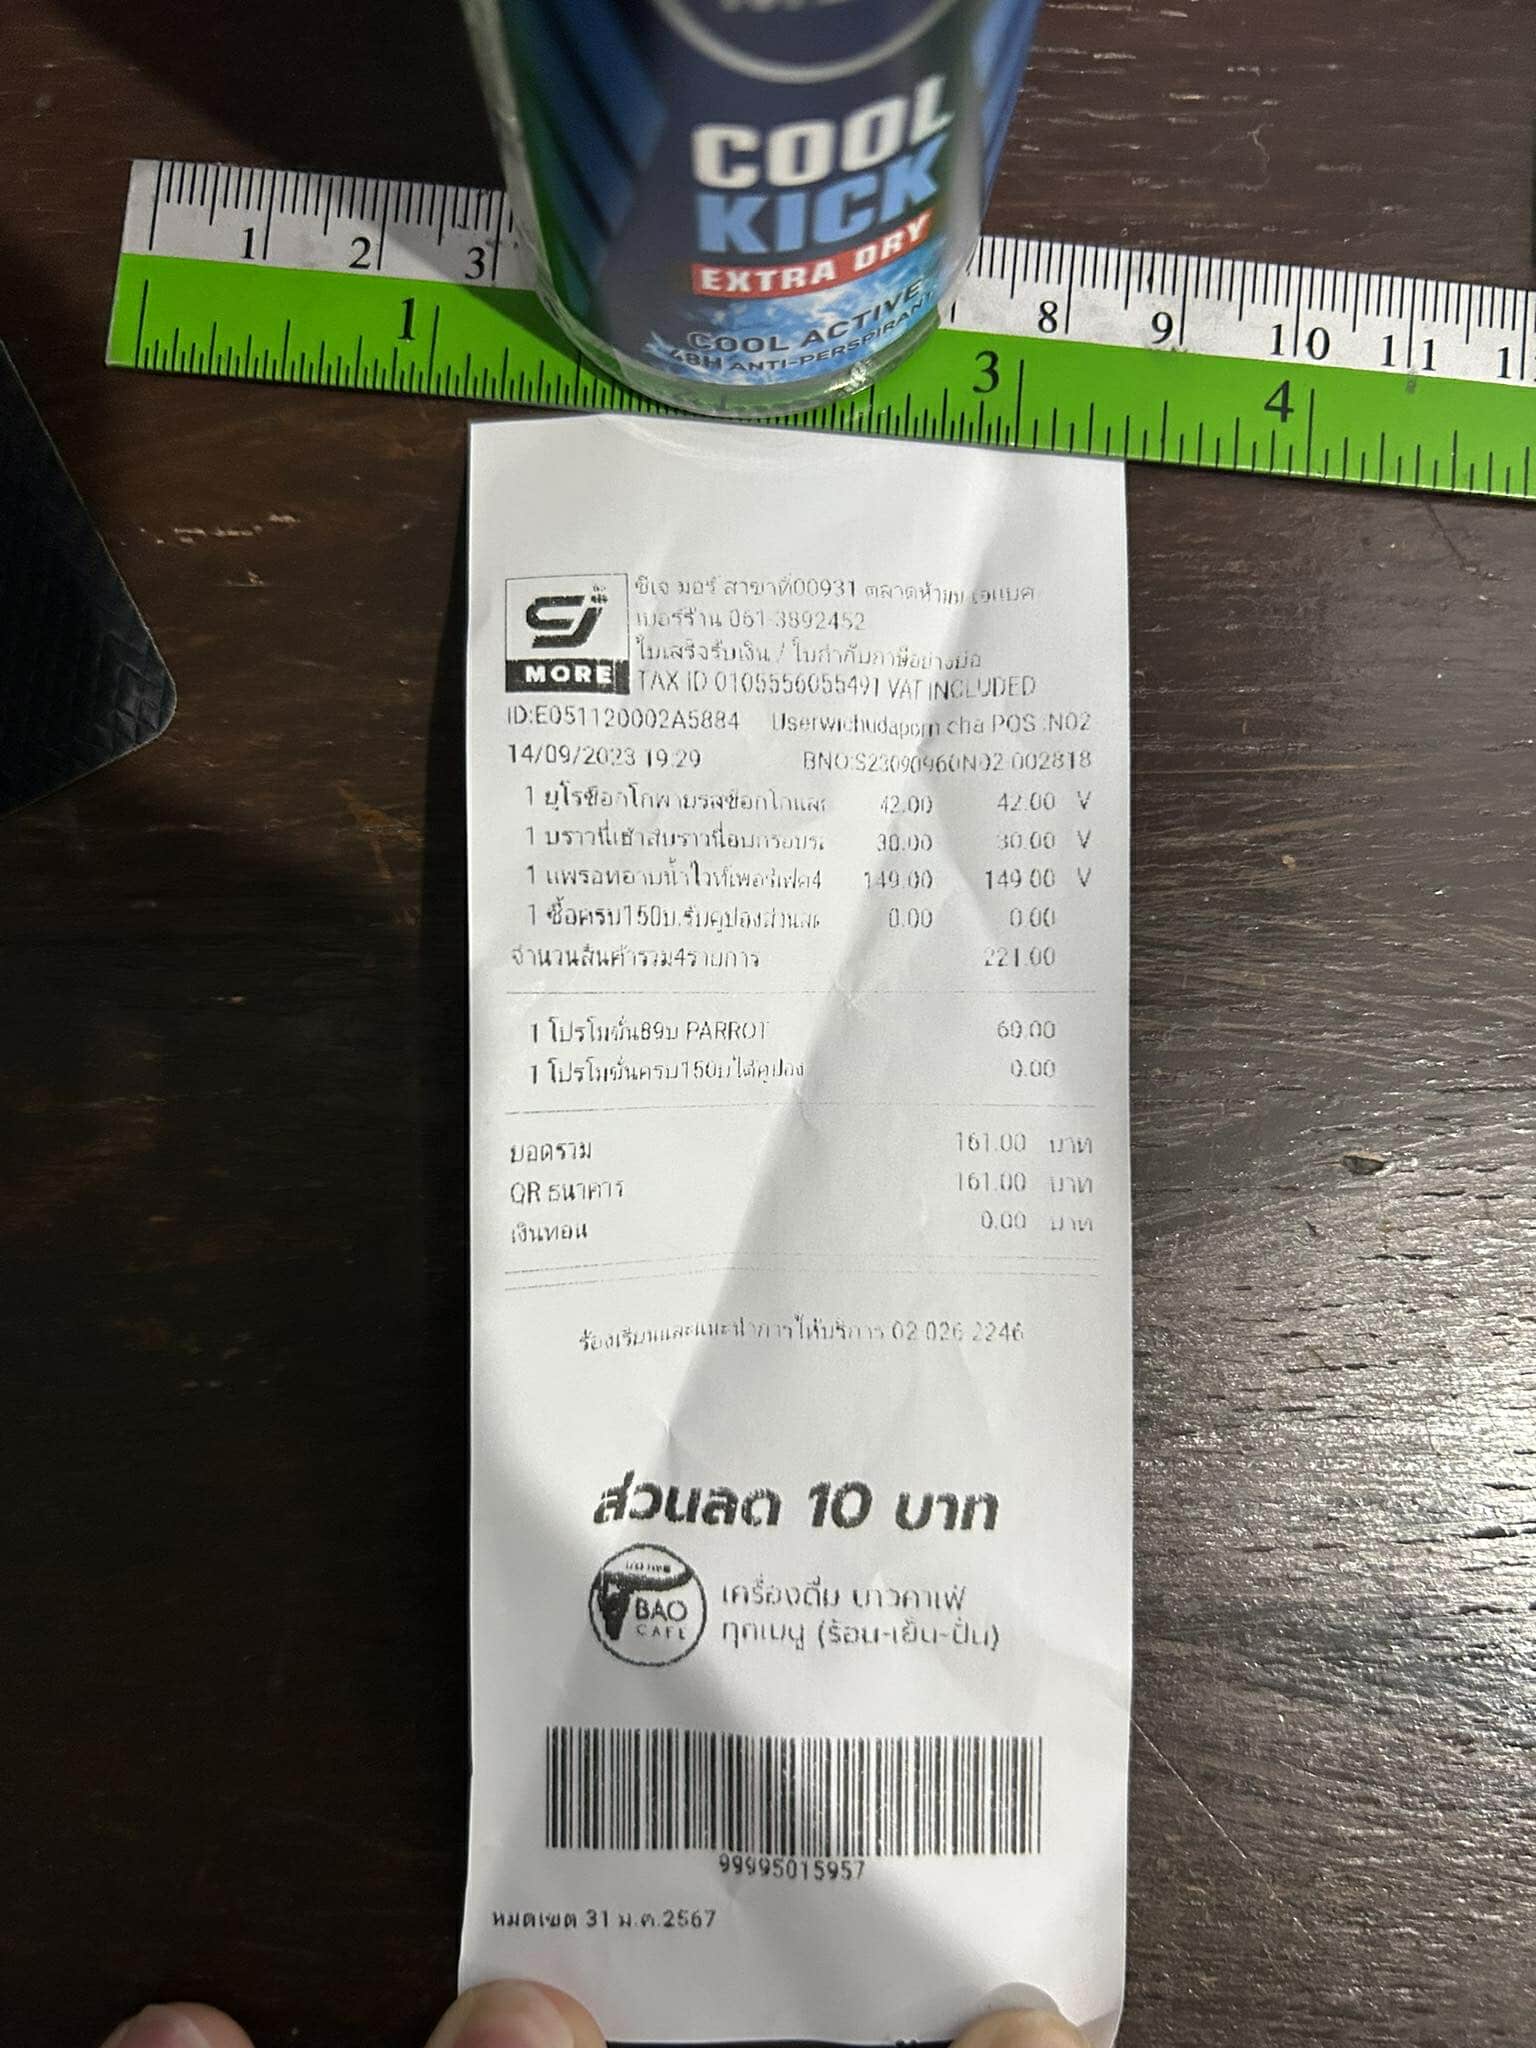 COOL
KICK
EXTRA DRY
COOL ACTIVE
48H ANTI-PERSPIRANT
1 2 3 8 9 10 11
1 3 4
CJ
MORE
ซีเจ มอร์ สาขาที่00931 ตลาดห้ายม เอแบค
เบอร์ร้าน 061-3892452
ใบเสร็จรับเงิน / ใบกำกับภาษีอย่างย่อ
TAX ID 0105556055491 VAT INCLUDED
ID:E051120002A5884 Userwichudaporn cha POS :N02
14/09/2023 19:29 BNO:S23090960N02-002818
1 ยูโรช็อกโกพายรสช็อกโกแลต 42.00 42.00 V
1 บราวนี่เฮ้าส์บราวนี่อบกรอบรส 30.00 30.00 V
1 แพรอทอาบน้ำไวท์เพอร์เฟค4 149.00 149.00 V
1 ซื้อครบ150บ.รับคูปองส่วนลด 0.00 0.00
จำนวนสินค้ารวม4รายการ 221.00
1 โปรโมชั่น89บ PARROT 60.00
1 โปรโมชั่นครบ150บได้คูปอง 0.00
ยอดรวม 161.00 บาท
QR ธนาคาร 161.00 บาท
เงินทอน 0.00 บาท
ร้องเรียนและแนะนำการให้บริการ 02 026 2246
ส่วนลด 10 บาท
BAO
CAFE
เครื่องดื่ม บาวคาเฟ่
ทุกเมนู (ร้อน-เย็น-ปั่น)
99995015957
หมดเขต 31 พ.ค.2567